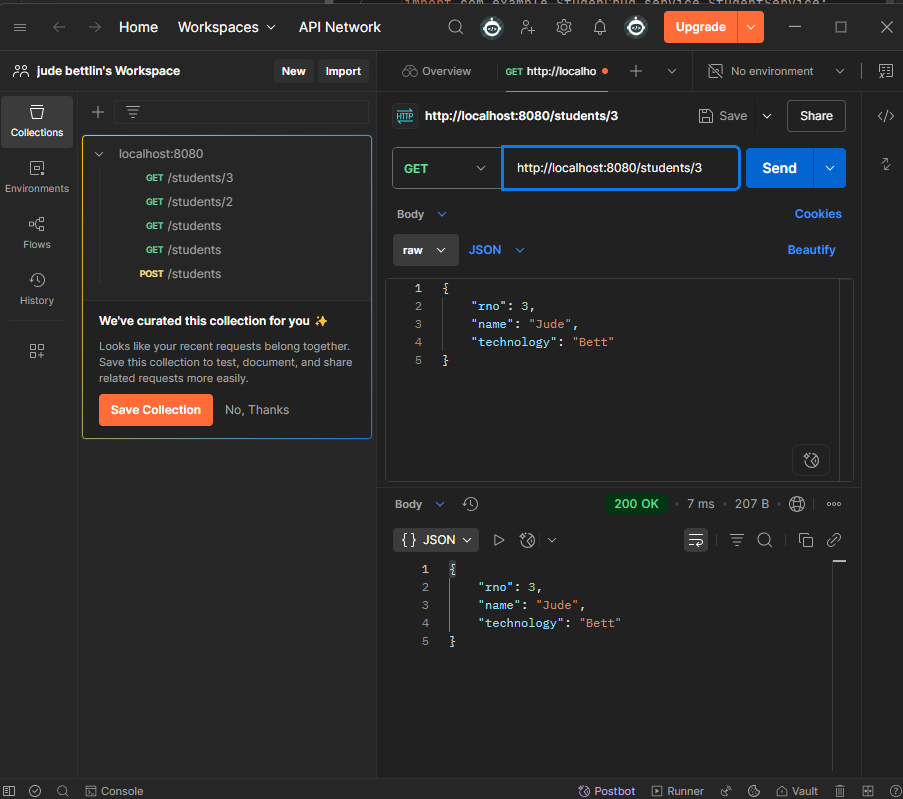 import com.example.StudentCrud.service.StudentService;
Home Workspaces API Network Upgrade
jude bettlin's Workspace New Import Overview GET http://localho No environment
Collections
Environments
Flows
History
localhost:8080
GET /students/3
GET /students/2
GET /students
GET /students
POST /students
We've curated this collection for you ✨
Looks like your recent requests belong together.
Save this collection to test, document, and share
related requests more easily.
Save Collection No, Thanks
HTTP http://localhost:8080/students/3 Save Share
GET http://localhost:8080/students/3 Send
Body Cookies
raw JSON Beautify
1 {
2 "rno": 3,
3 "name": "Jude",
4 "technology": "Bett"
5 }
Body 200 OK • 7 ms • 207 B •
{} JSON
1 {
2 "rno": 3,
3 "name": "Jude",
4 "technology": "Bett"
5 }
Console Postbot Runner Vault